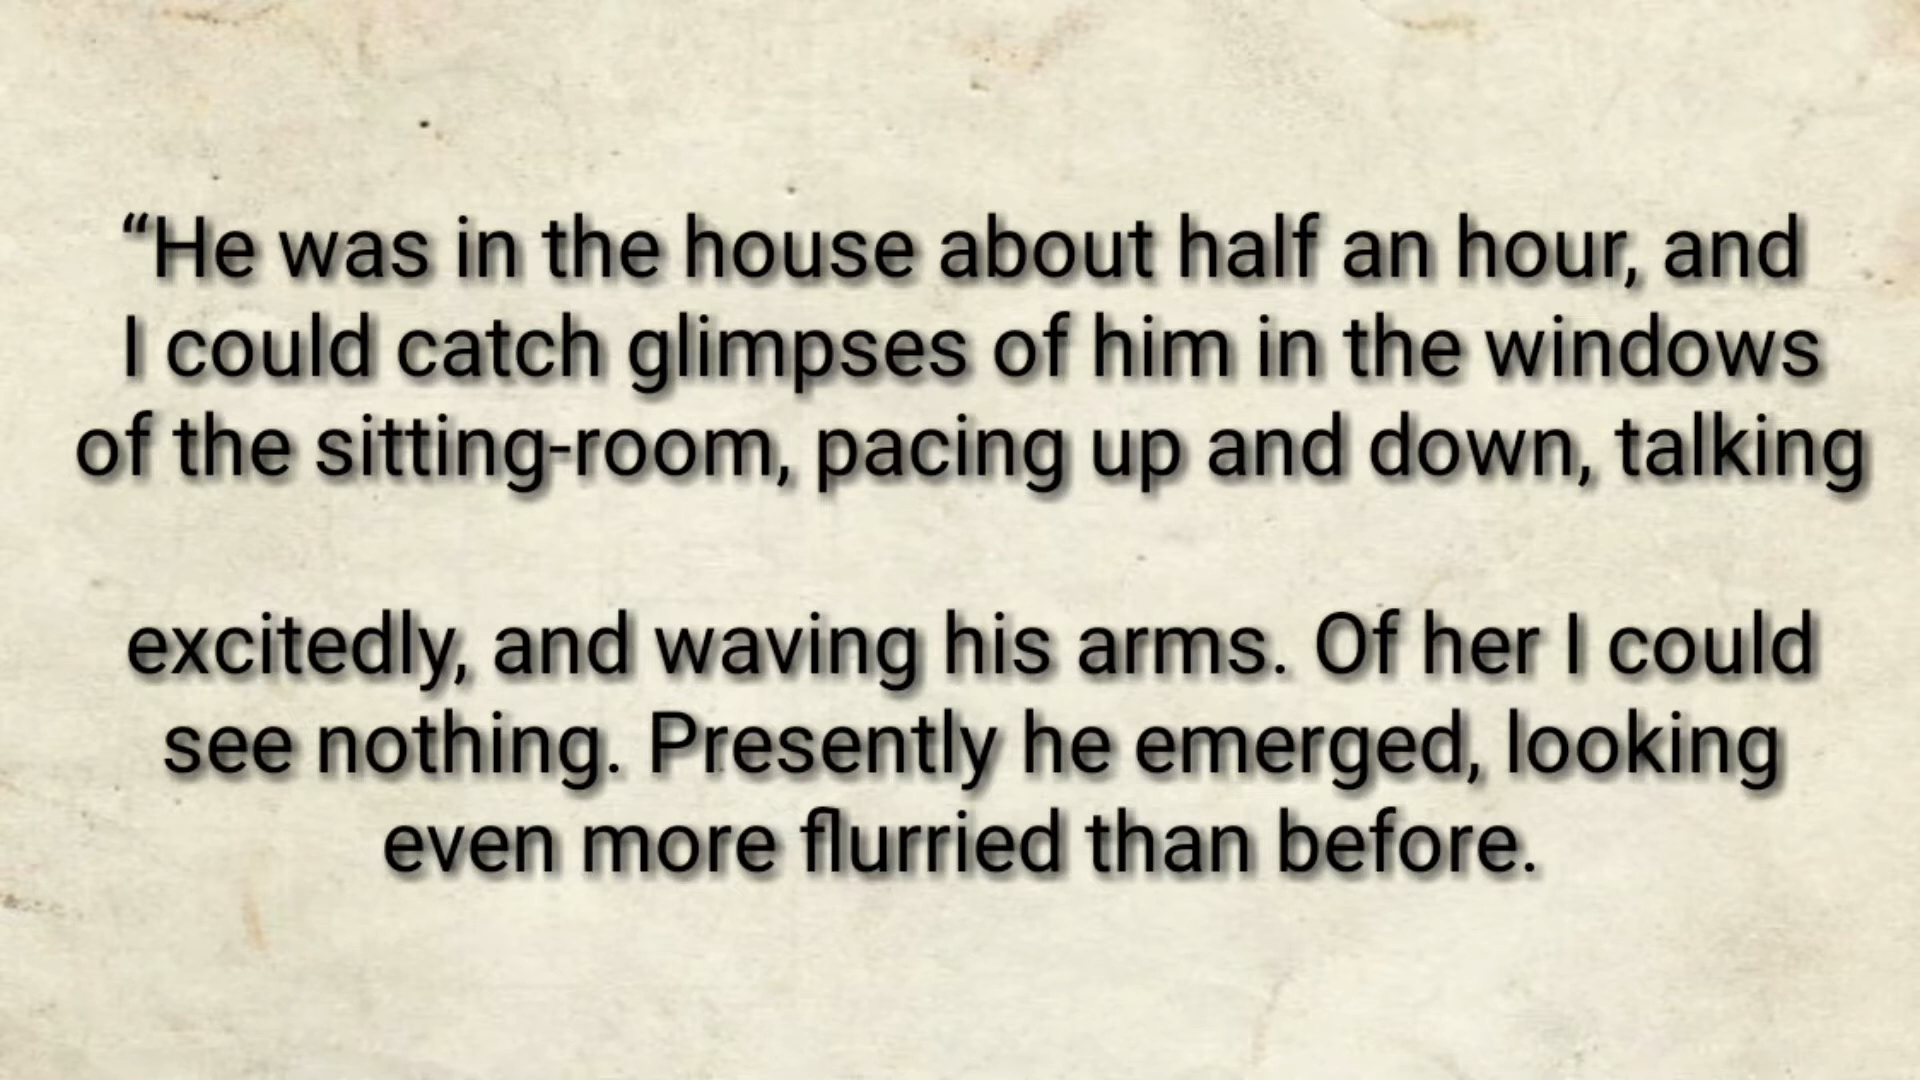 “He was in the house about half an hour, and
I could catch glimpses of him in the windows
of the sitting-room, pacing up and down, talking
excitedly, and waving his arms. Of her I could
see nothing. Presently he emerged, looking
even more flurried than before.